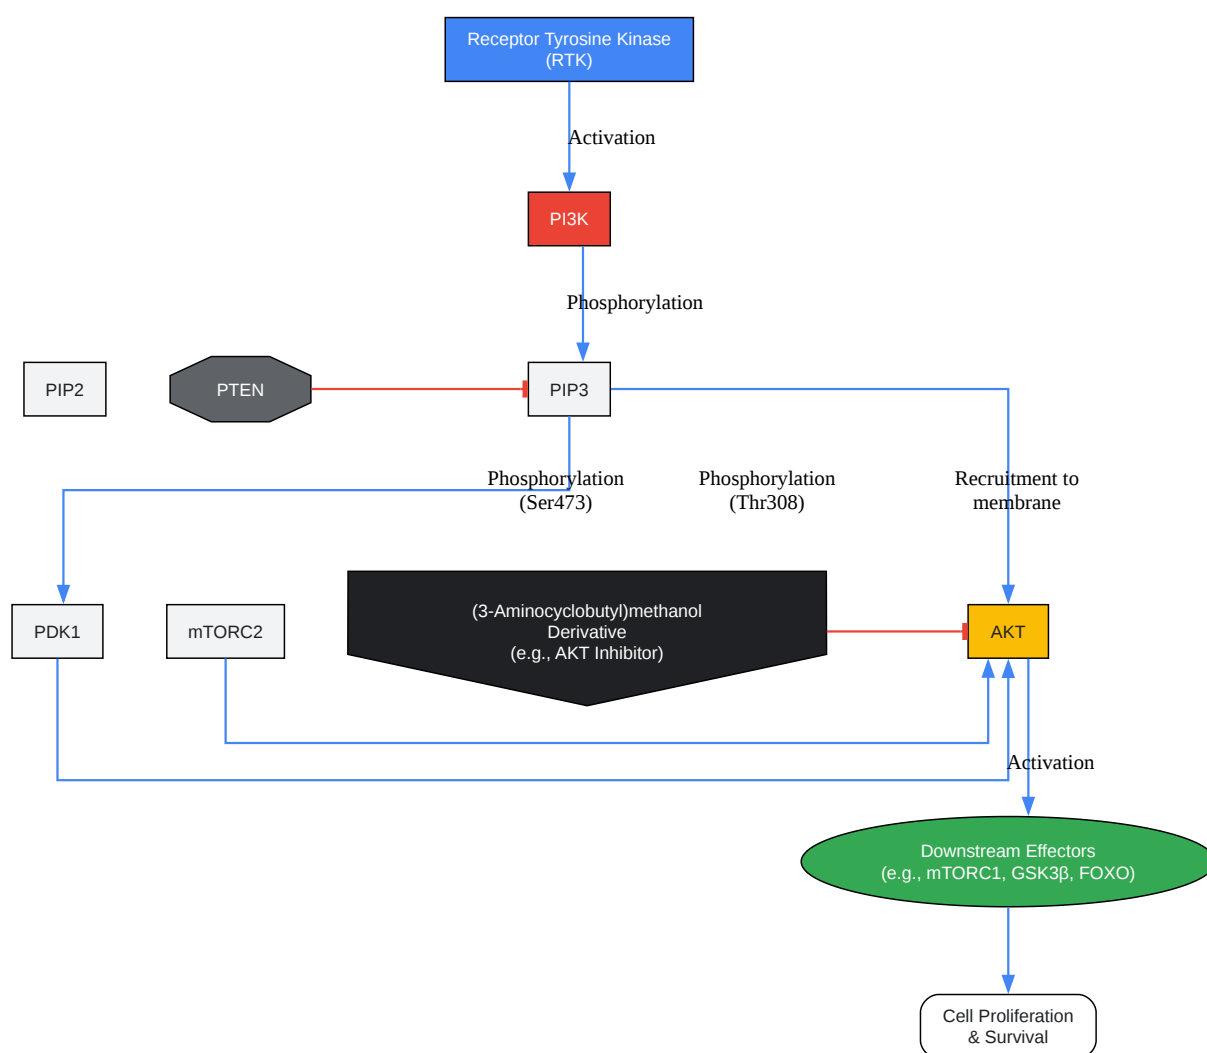 Receptor Tyrosine Kinase
(RTK)
Activation
PI3K
Phosphorylation
PIP2
PTEN
PIP3
Phosphorylation
(Ser473)
Phosphorylation
(Thr308)
Recruitment to
membrane
PDK1
mTORC2
(3-Aminocyclobutyl)methanol
Derivative
(e.g., AKT Inhibitor)
AKT
Activation
Downstream Effectors
(e.g., mTORC1, GSK3β, FOXO)
Cell Proliferation
& Survival